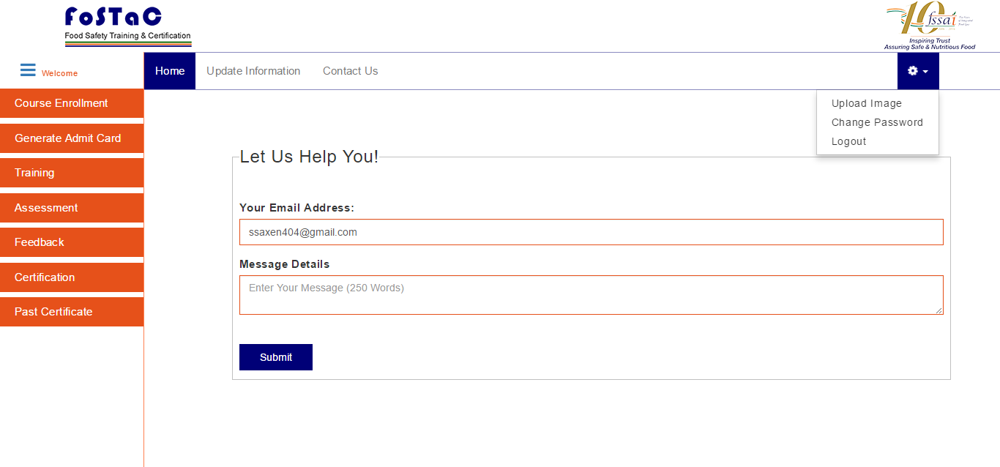 FoSTaC
Food Safety Training & Certification
10 fssai
Inspiring Trust
Assuring Safe & Nutritious Food
Welcome
Home
Update Information
Contact Us
Upload Image
Change Password
Logout
Course Enrollment
Generate Admit Card
Training
Assessment
Feedback
Certification
Past Certificate
Let Us Help You!
Your Email Address:
ssaxen404@gmail.com
Message Details
Enter Your Message (250 Words)
Submit